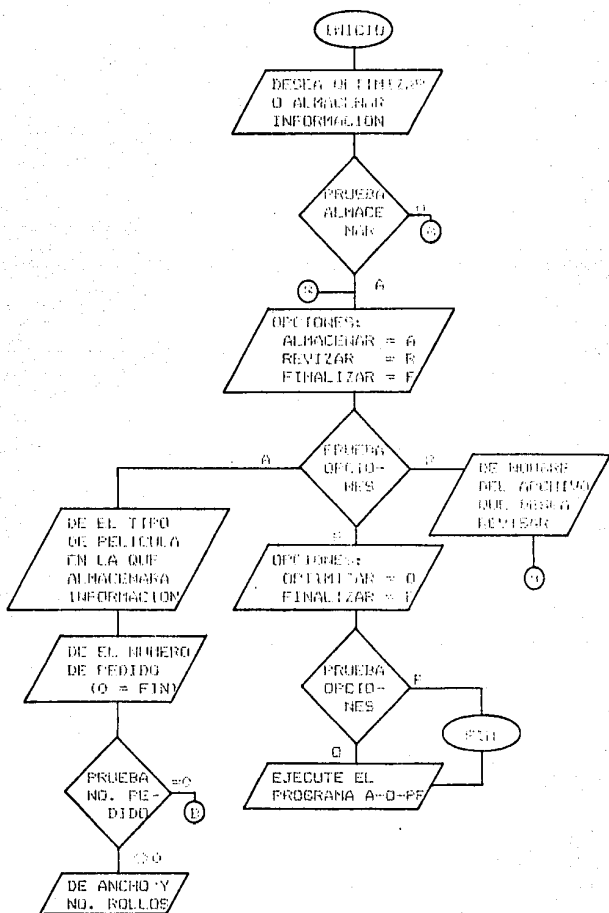 INICIO
DESEA OPTIMIZAR
O ALMACENAR
INFORMACION
PRUEBA
ALMACE
NAR
A
OPCIONES:
ALMACENAR = A
REVIZAR = R
FINALIZAR = F
PRUEBA
OPCIO-
NES
A
DE NOMBRE
DEL ARCHIVO
QUE DESEA
REVISAR
DE EL TIPO
DE PELICULA
EN LA QUE
ALMACENARA
INFORMACION
OPCIONES:
OPTIMIZAR = O
FINALIZAR = F
DE EL NUMERO
DE PEDIDO
(0 = FIN)
PRUEBA
OPCIO-
NES
F
FIN
O
EJECUTE EL
PROGRAMA A-O-PF
PRUEBA
NO. PE-
DIDO
=0
B
<>0
DE ANCHO Y
NO. ROLLOS